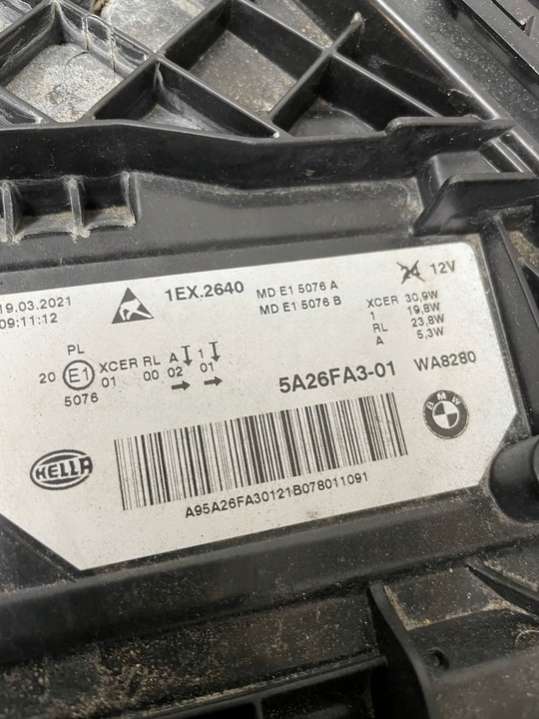 19.03.2021
09:11:12
1EX.2640
MD E1 5076 A
MD E1 5076 B
12V
XCER 30,9W
1 19,8W
RL 23,8W
A 5,3W
PL
20 E1 XCER RL A 1
01 00 02 01
5076
5A26FA3-01 WA8280
HELLA
BMW
A95A26FA30121B078011091